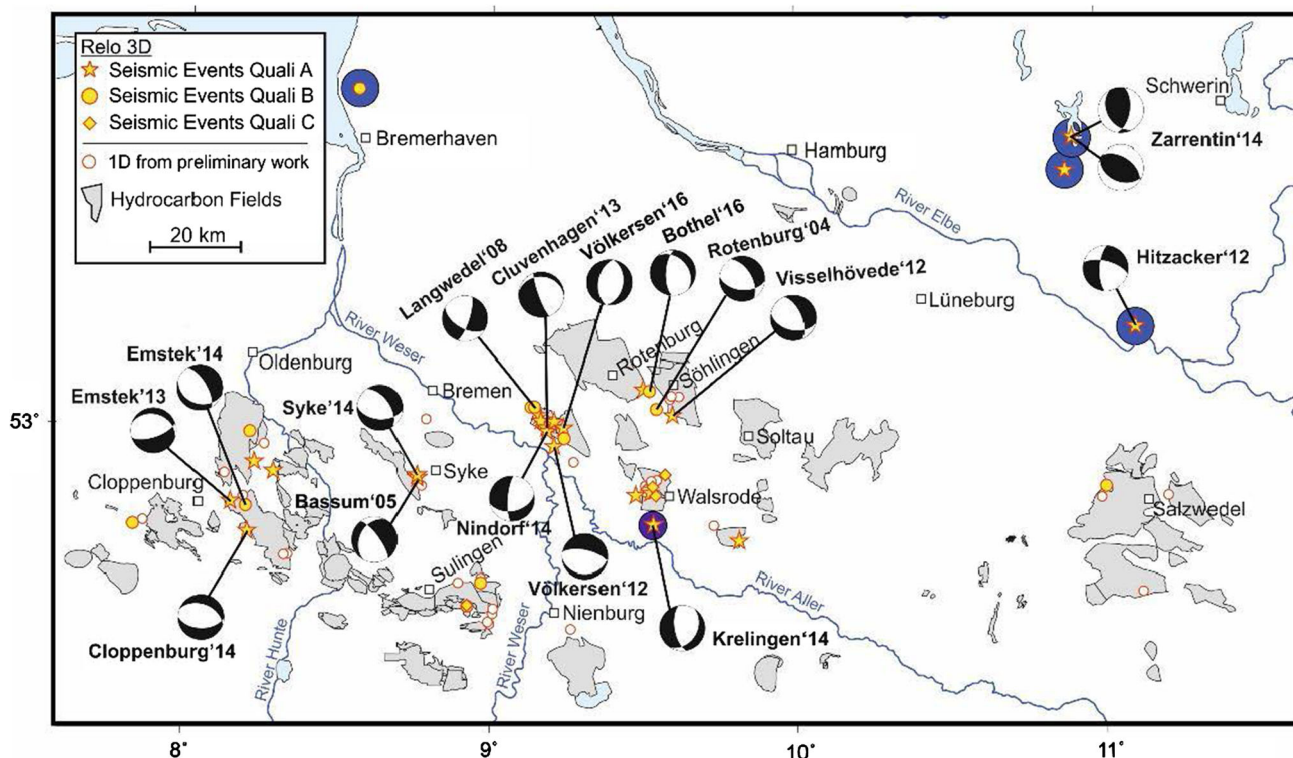 Relo 3D
Seismic Events Quali A
Seismic Events Quali B
Seismic Events Quali C
1D from preliminary work
Hydrocarbon Fields
20 km
Bremerhaven
Hamburg
Schwerin
Zarrentin‘14
River Elbe
Hitzacker‘12
Lüneburg
Langwedel‘08
Cluvenhagen‘13
Völkersen‘16
Bothel‘16
Rotenburg‘04
Visselhövede‘12
River Weser
Rotenburg
Söhlingen
Oldenburg
Bremen
Emstek’14
Emstek’13
Syke’14
53°
Soltau
Cloppenburg
Syke
Bassum‘05
Nindorf‘14
Walsrode
Salzwedel
Sulingen
Völkersen‘12
Nienburg
River Aller
Krelingen‘14
Cloppenburg’14
River Hunte
River Weser
8°
9°
10°
11°